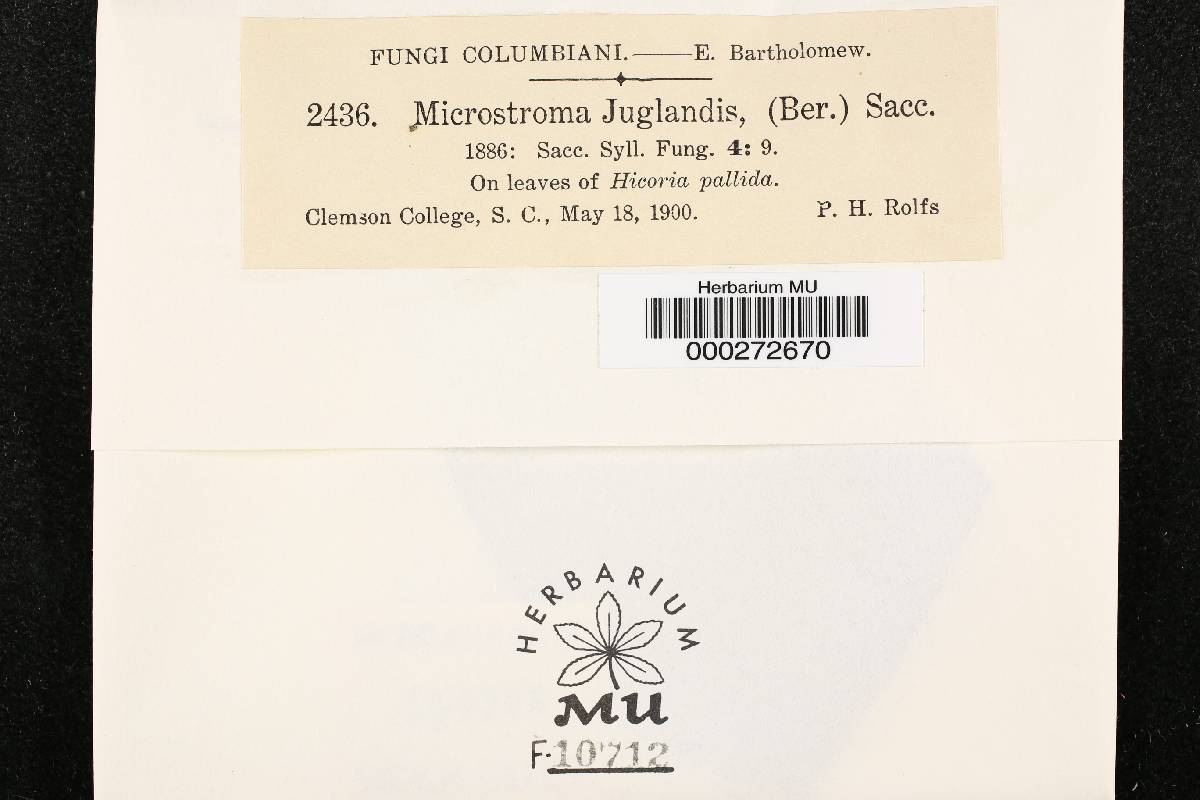 FUNGI COLUMBIANI.——E. Bartholomew.
2436. Microstroma Juglandis, (Ber.) Sacc.
1886: Sacc. Syll. Fung. 4: 9.
On leaves of Hicoria pallida.
Clemson College, S. C., May 18, 1900. P. H. Rolfs
Herbarium MU
000272670
HERBARIUM
MU
F-10712